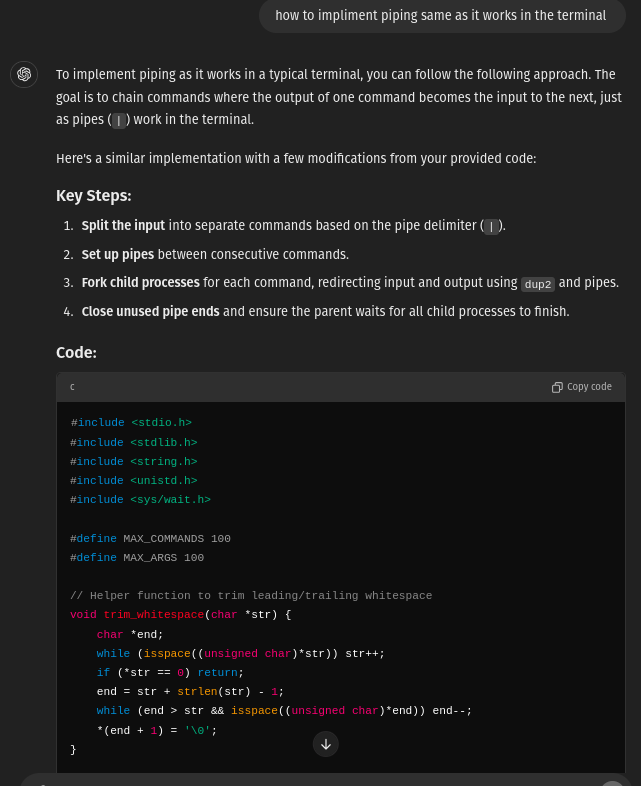 how to impliment piping same as it works in the terminal
To implement piping as it works in a typical terminal, you can follow the following approach. The
goal is to chain commands where the output of one command becomes the input to the next, just
as pipes ( | ) work in the terminal.
Here's a similar implementation with a few modifications from your provided code:
Key Steps:
1. Split the input into separate commands based on the pipe delimiter ( | ).
2. Set up pipes between consecutive commands.
3. Fork child processes for each command, redirecting input and output using dup2 and pipes.
4. Close unused pipe ends and ensure the parent waits for all child processes to finish.
Code:
c
Copy code
#include <stdio.h>
#include <stdlib.h>
#include <string.h>
#include <unistd.h>
#include <sys/wait.h>
#define MAX_COMMANDS 100
#define MAX_ARGS 100
// Helper function to trim leading/trailing whitespace
void trim_whitespace(char *str) {
    char *end;
    while (isspace((unsigned char)*str)) str++;
    if (*str == 0) return;
    end = str + strlen(str) - 1;
    while (end > str && isspace((unsigned char)*end)) end--;
    *(end + 1) = '\0';
}